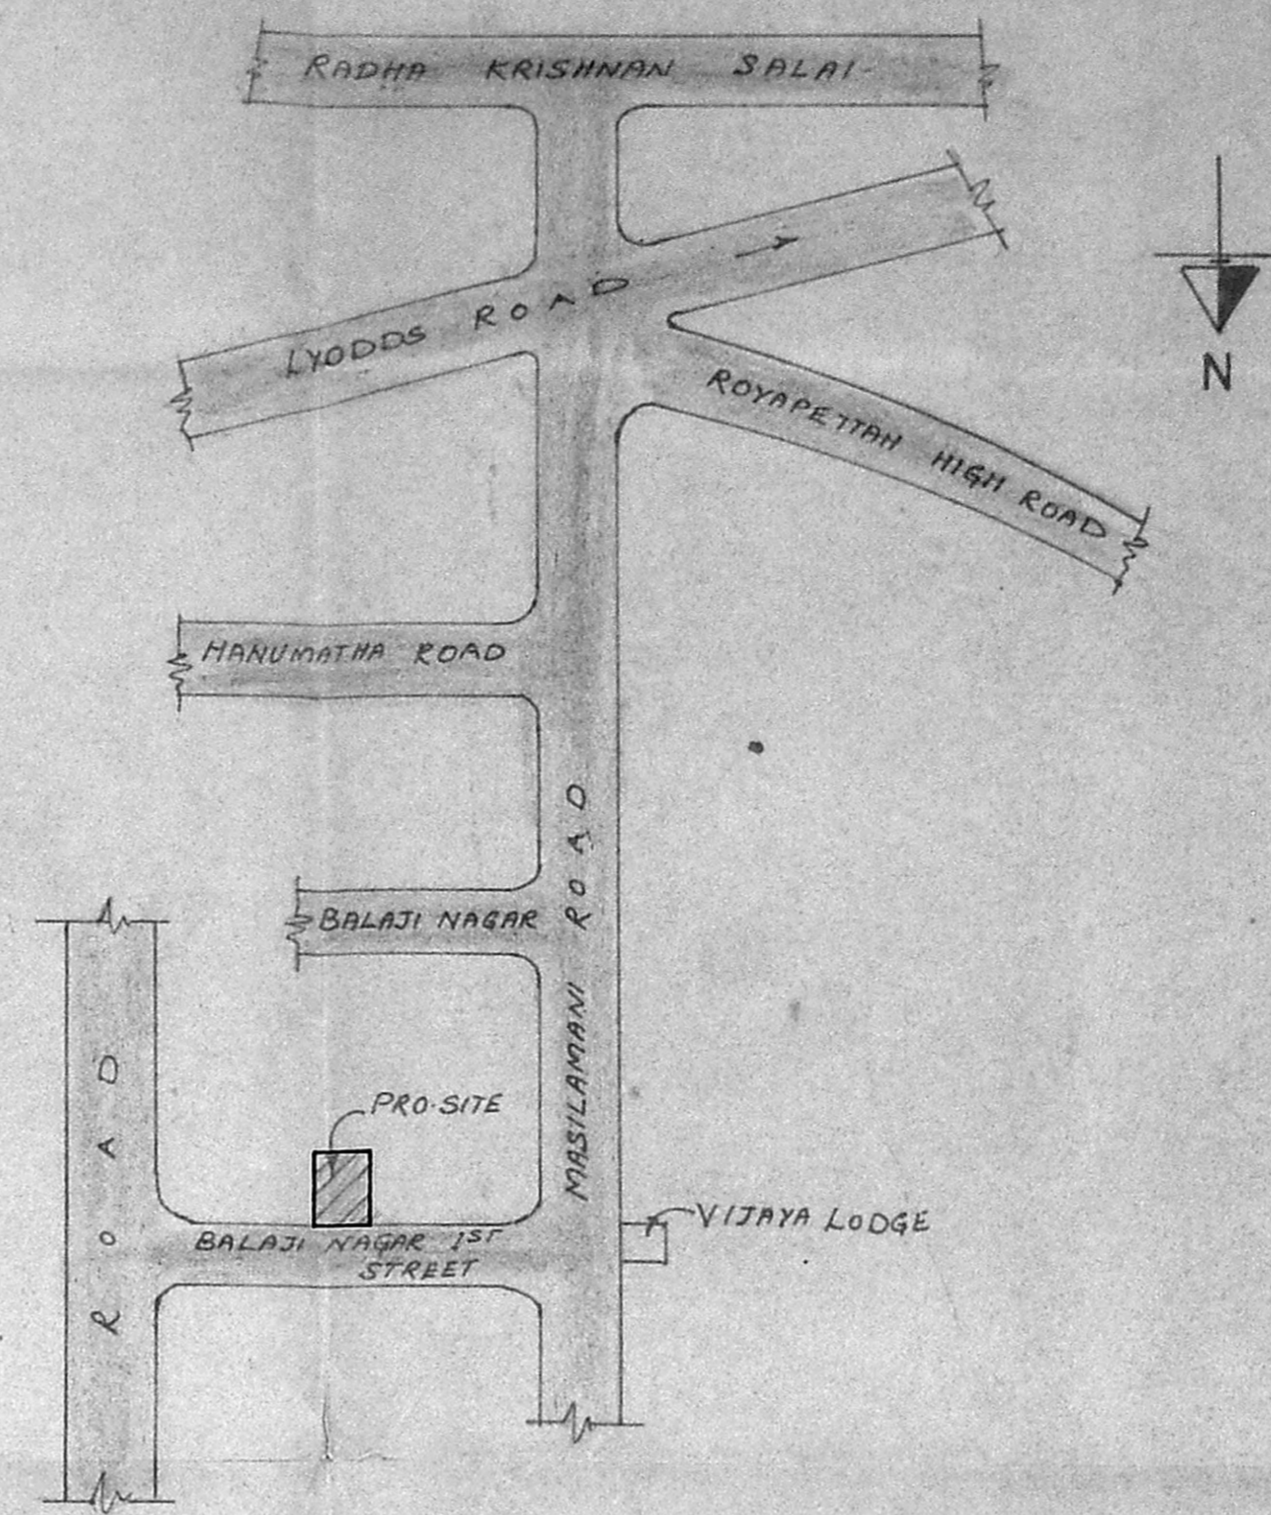 RADHA KRISHNAN SALAI
LYODDS ROAD
N
ROYAPETTAH HIGH ROAD
HANUMATHA ROAD
BALAJI NAGAR
MASILAMANI ROAD
ROAD
PRO.SITE
VIJAYA LODGE
BALAJI NAGAR 1ST
STREET